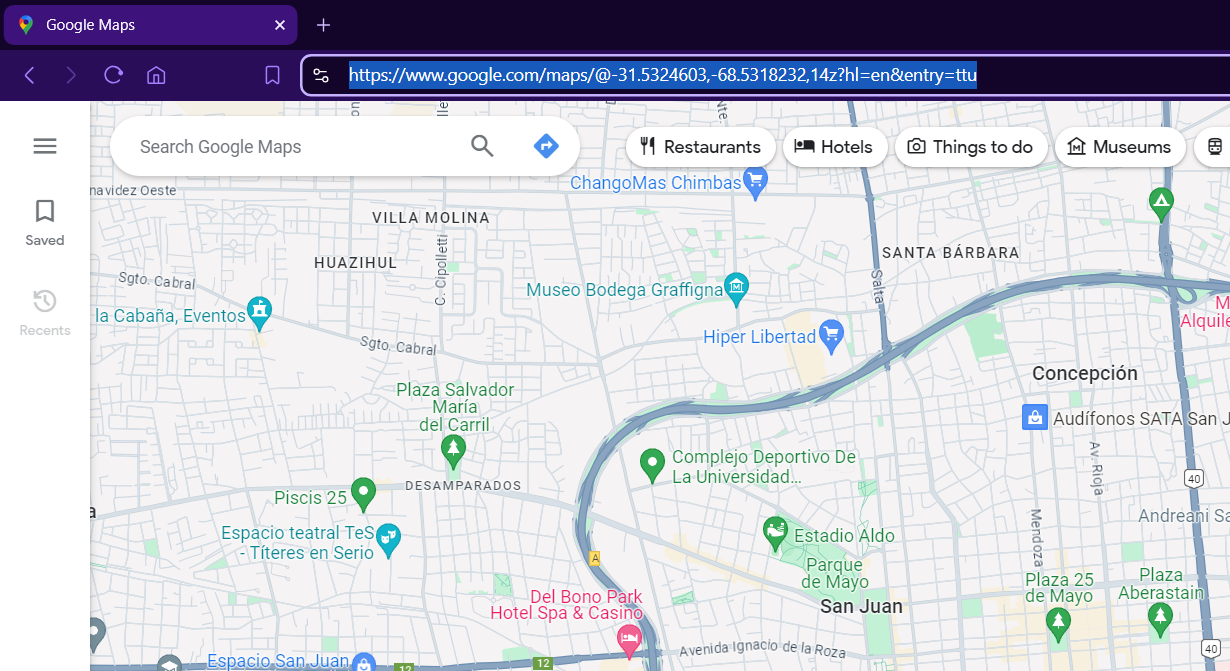 Google Maps
https://www.google.com/maps/@-31.5324603,-68.5318232,14z?hl=en&entry=ttu
Search Google Maps
Restaurants
Hotels
Things to do
Museums
Saved
Recents
navidez Oeste
ChangoMas Chimbas
VILLA MOLINA
HUAZIHUL
C. Cipolletti
SANTA BÁRBARA
Sgto. Cabral
Museo Bodega Graffigna
Salta
la Cabaña, Eventos
Hiper Libertad
Alquile
Sgto. Cabral
Concepción
Plaza Salvador
María
del Carril
Audífonos SATA San J
Complejo Deportivo De
La Universidad...
Av. Rioja
DESAMPARADOS
40
Piscis 25
Andreani Sa
Mendoza
Espacio teatral TeS
- Títeres en Serio
Estadio Aldo
A
Parque
de Mayo
Plaza 25
de Mayo
Plaza
Aberastain
Del Bono Park
Hotel Spa & Casino
San Juan
Avenida Ignacio de la Roza
40
Espacio San Juan
12
12